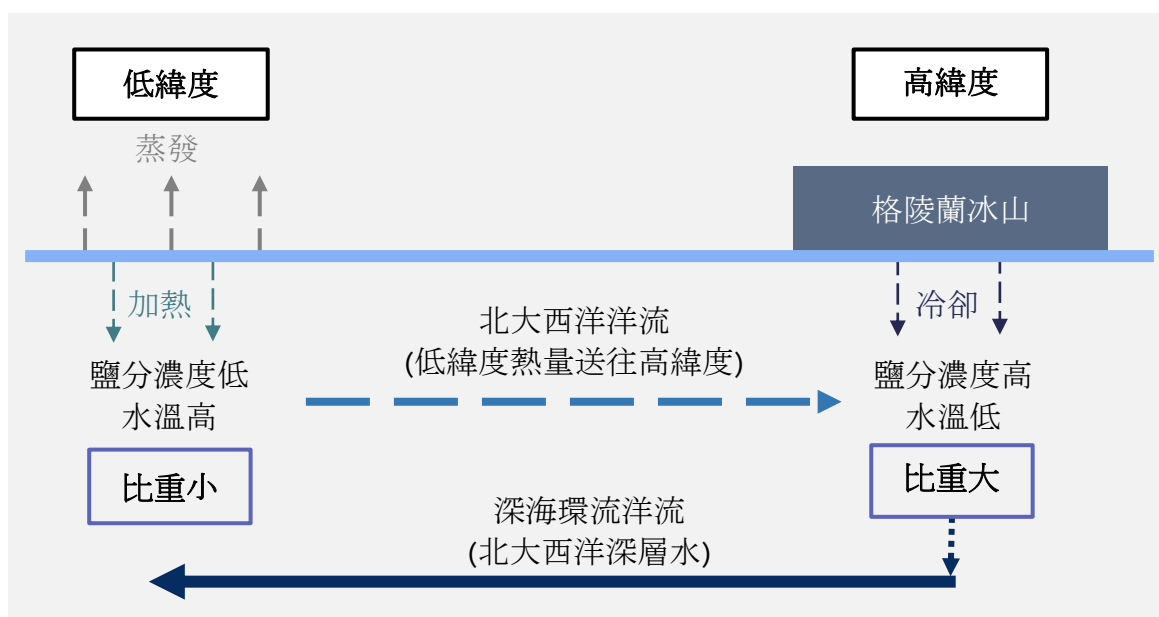 低緯度
高緯度
蒸發
格陵蘭冰山
加熱
冷卻
北大西洋洋流
(低緯度熱量送往高緯度)
鹽分濃度低
水溫高
鹽分濃度高
水溫低
比重小
比重大
深海環流洋流
(北大西洋深層水)